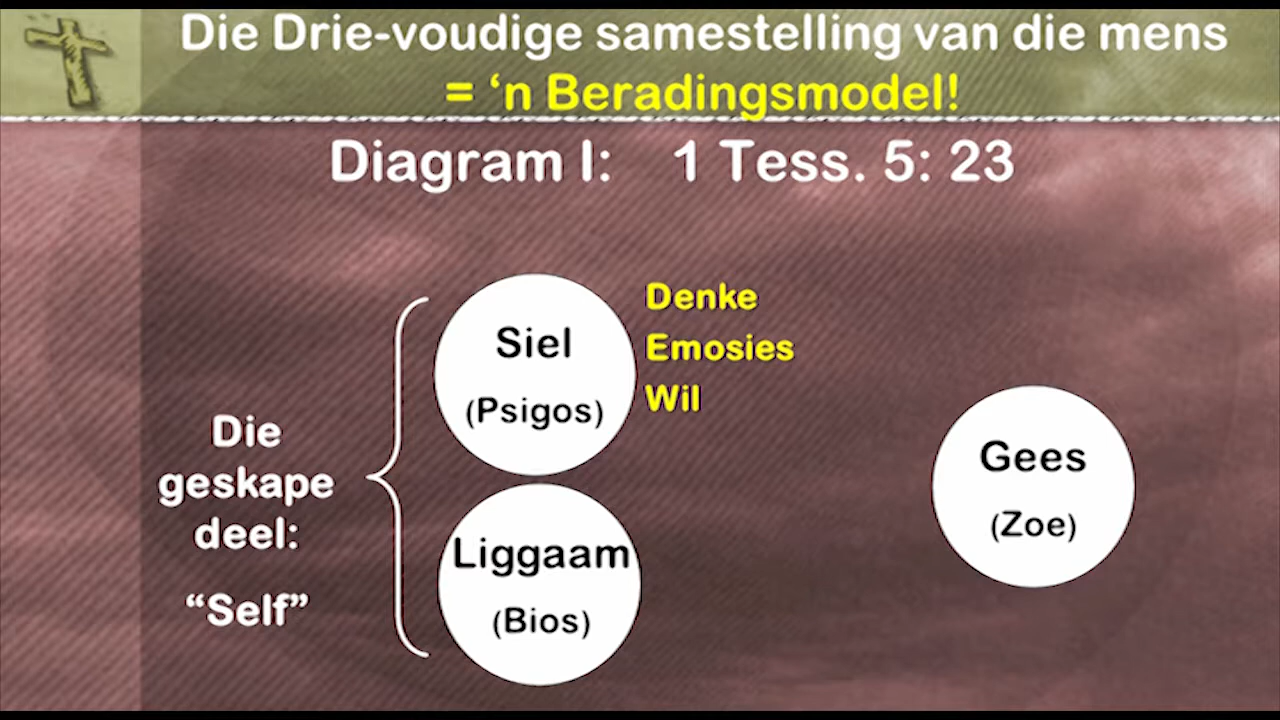 Die Drie-voudige samestelling van die mens
= ‘n Beradingsmodel!
Diagram I: 1 Tess. 5: 23
Siel
(Psigos)
Denke
Emosies
Wil
Die
geskape
deel:
“Self”
Liggaam
(Bios)
Gees
(Zoe)